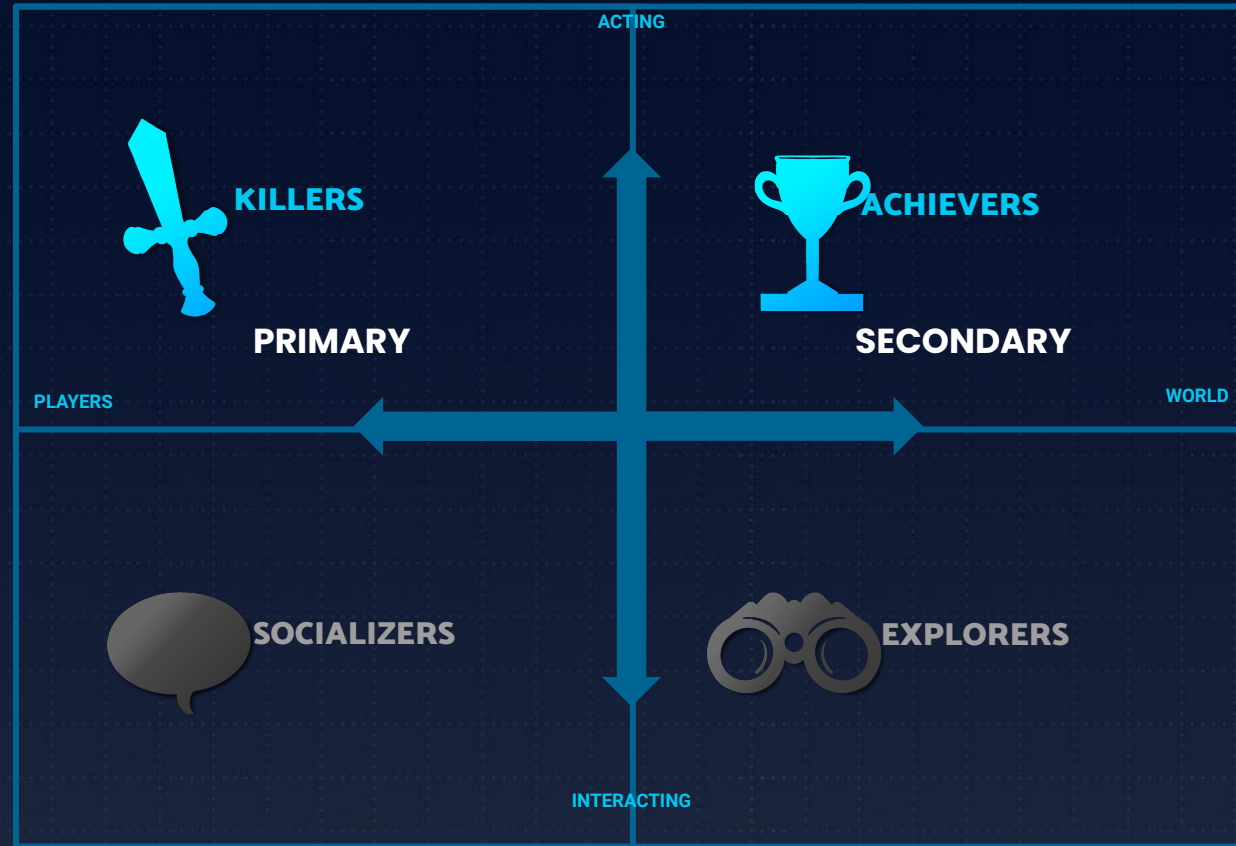 ACTING
KILLERS
ACHIEVERS
PRIMARY
SECONDARY
PLAYERS
WORLD
SOCIALIZERS
EXPLORERS
INTERACTING